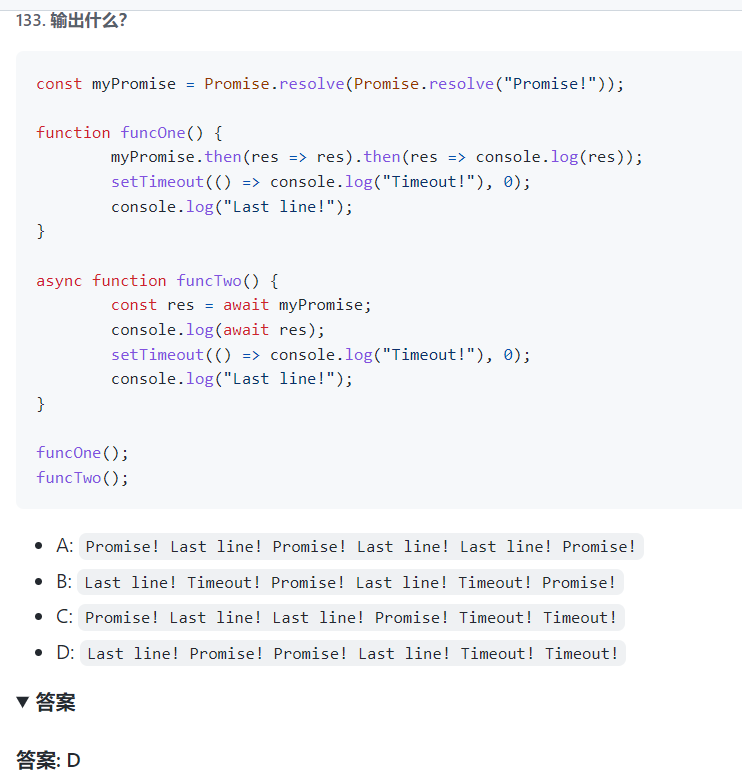 133. 输出什么?
const myPromise = Promise.resolve(Promise.resolve("Promise!"));
function funcOne() {
myPromise.then(res => res).then(res => console.log(res));
setTimeout(() => console.log("Timeout!"), 0);
console.log("Last line!");
}
async function funcTwo() {
const res = await myPromise;
console.log(await res);
setTimeout(() => console.log("Timeout!"), 0);
console.log("Last line!");
}
funcOne();
funcTwo();
A: Promise! Last line! Promise! Last line! Last line! Promise!
B: Last line! Timeout! Promise! Last line! Timeout! Promise!
C: Promise! Last line! Last line! Promise! Timeout! Timeout!
D: Last line! Promise! Promise! Last line! Timeout! Timeout!
答案
答案: D